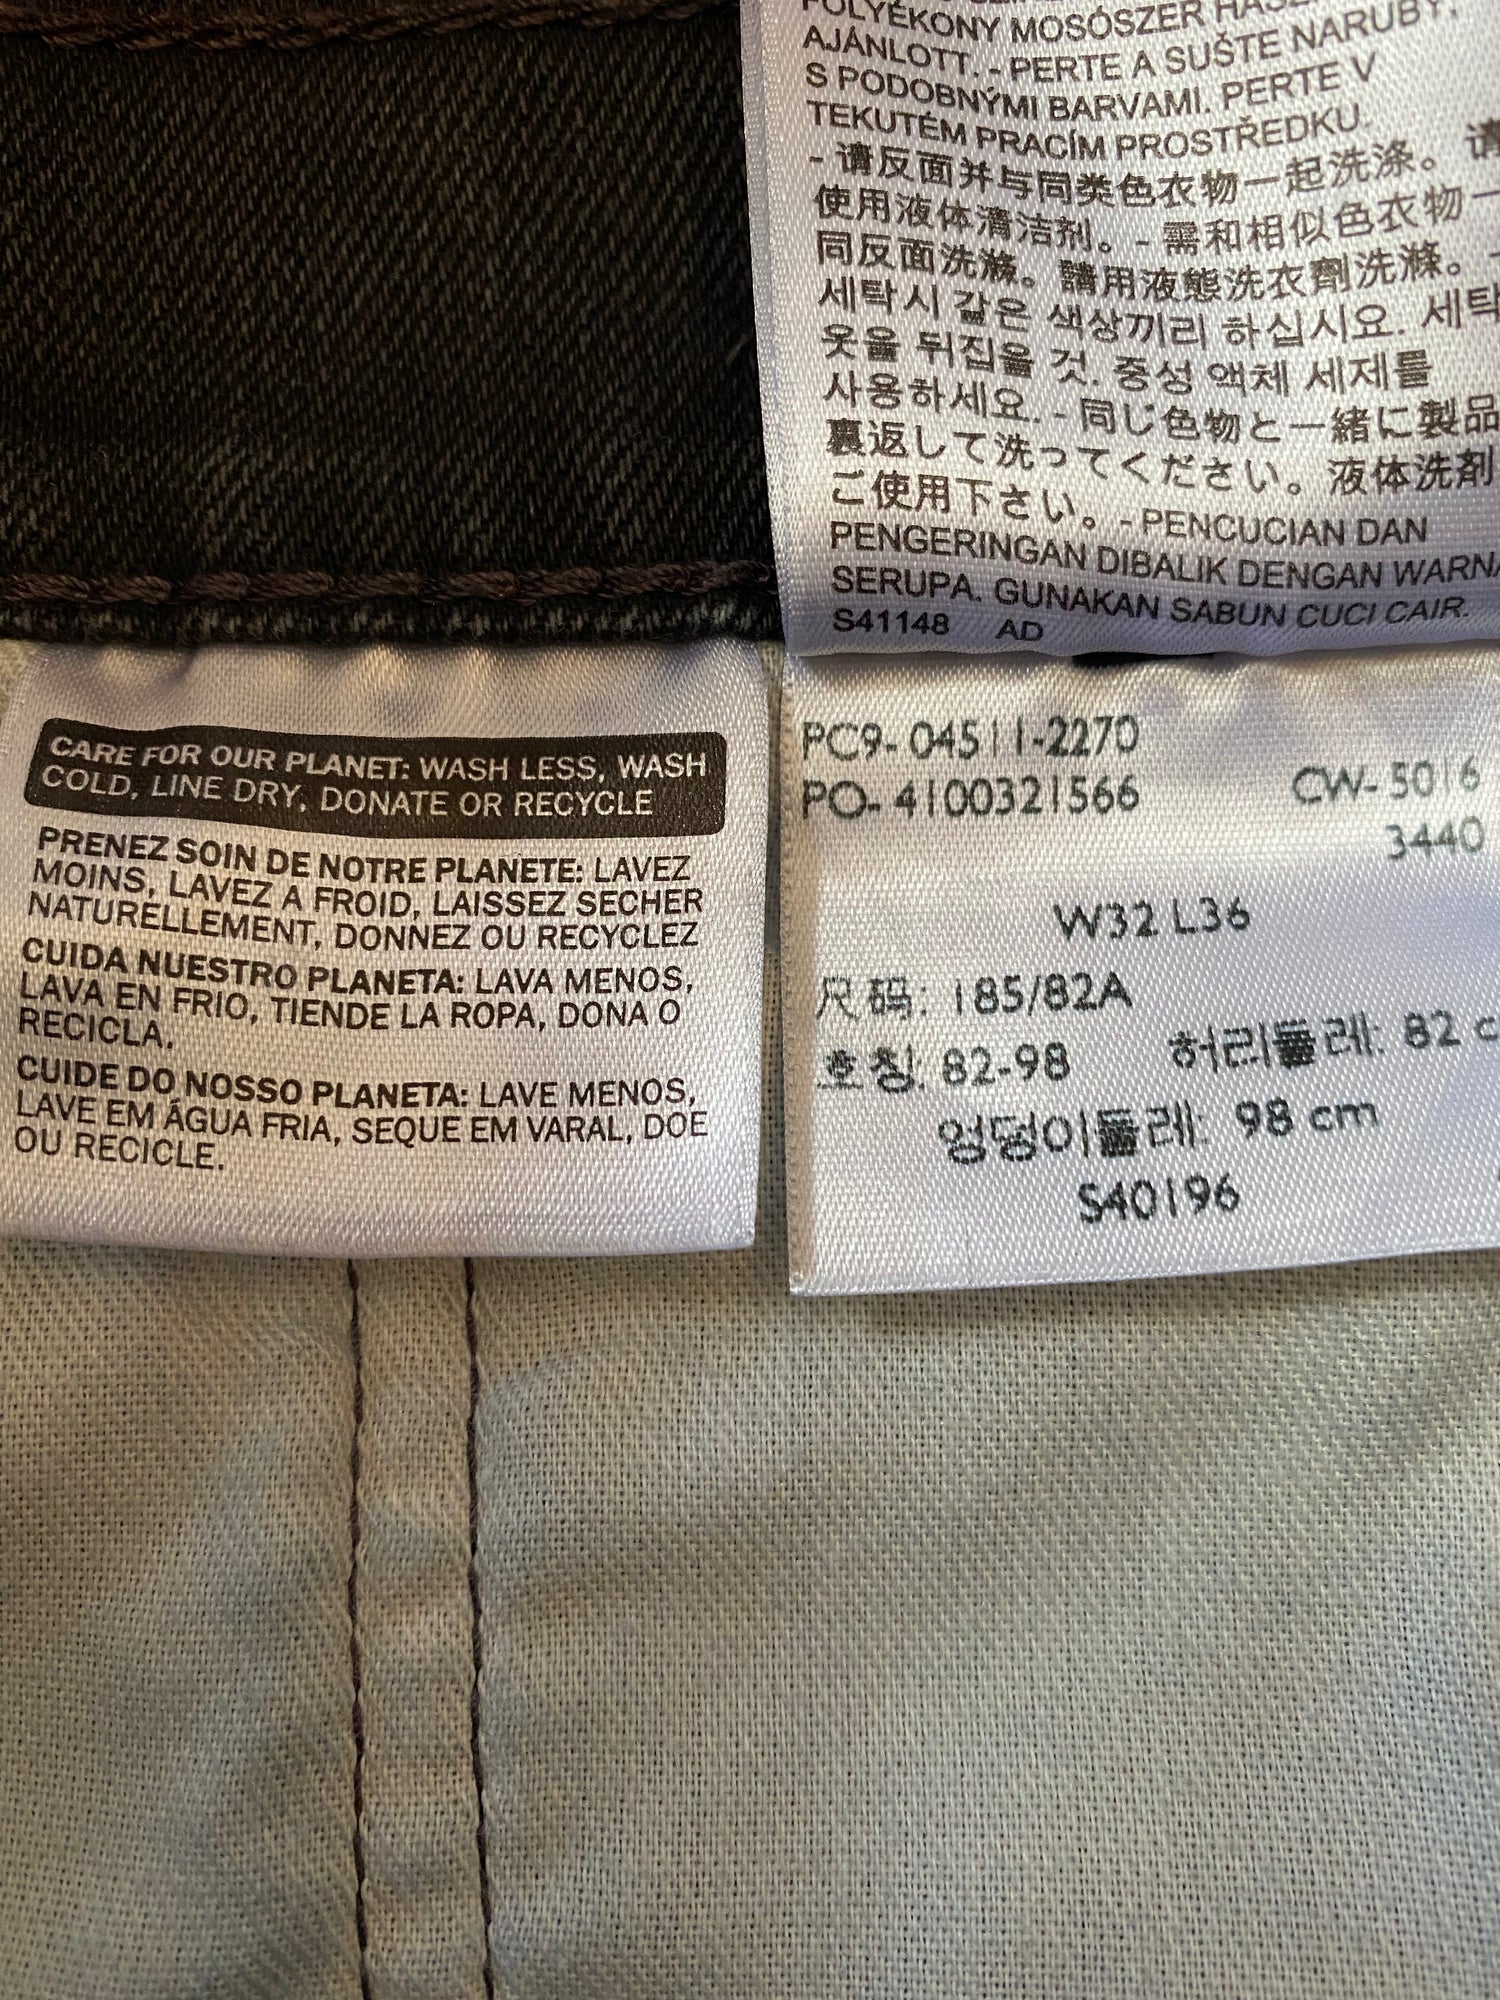 MOSÓSZER
AJÁNLOTT. - PERTE A SUŠTE NARUBY,
S PODOBNÝMI BARVAMI. PERTE V
TEKUTÉM PRACÍM PROSTŘEDKU.
- 请反面并与同类色衣物一起洗涤。请
使用液体清洁剂。- 需和相似色衣物一
同反面洗滌。請用液態洗衣劑洗滌。-
세탁시 같은 색상끼리 하십시요. 세탁
옷을 뒤집을 것. 중성 액체 세제를
사용하세요. - 同じ色物と一緒に製品
裏返して洗ってください。液体洗剤
ご使用下さい。- PENCUCIAN DAN
PENGERINGAN DIBALIK DENGAN WARNA
SERUPA. GUNAKAN SABUN CUCI CAIR.
S41148 AD
CARE FOR OUR PLANET: WASH LESS, WASH
COLD, LINE DRY, DONATE OR RECYCLE
PRENEZ SOIN DE NOTRE PLANETE: LAVEZ
MOINS, LAVEZ A FROID, LAISSEZ SECHER
NATURELLEMENT, DONNEZ OU RECYCLEZ
CUIDA NUESTRO PLANETA: LAVA MENOS,
LAVA EN FRIO, TIENDE LA ROPA, DONA O
RECICLA.
CUIDE DO NOSSO PLANETA: LAVE MENOS,
LAVE EM ÁGUA FRIA, SEQUE EM VARAL, DOE
OU RECICLE.
PC9-04511-2270
PO-4100321566 CW-5016
3440
W32 L36
尺码: 185/82A
호칭: 82-98 허리둘레: 82 c
엉덩이둘레: 98 cm
S40196